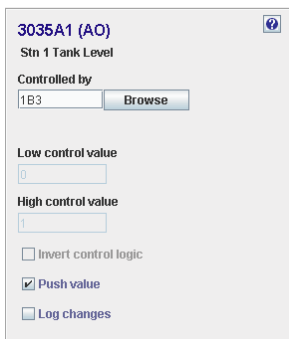 3035A1 (AO)
?
Stn 1 Tank Level
Controlled by
1B3 Browse
Low control value
0
High control value
1
Invert control logic
Push value
Log changes